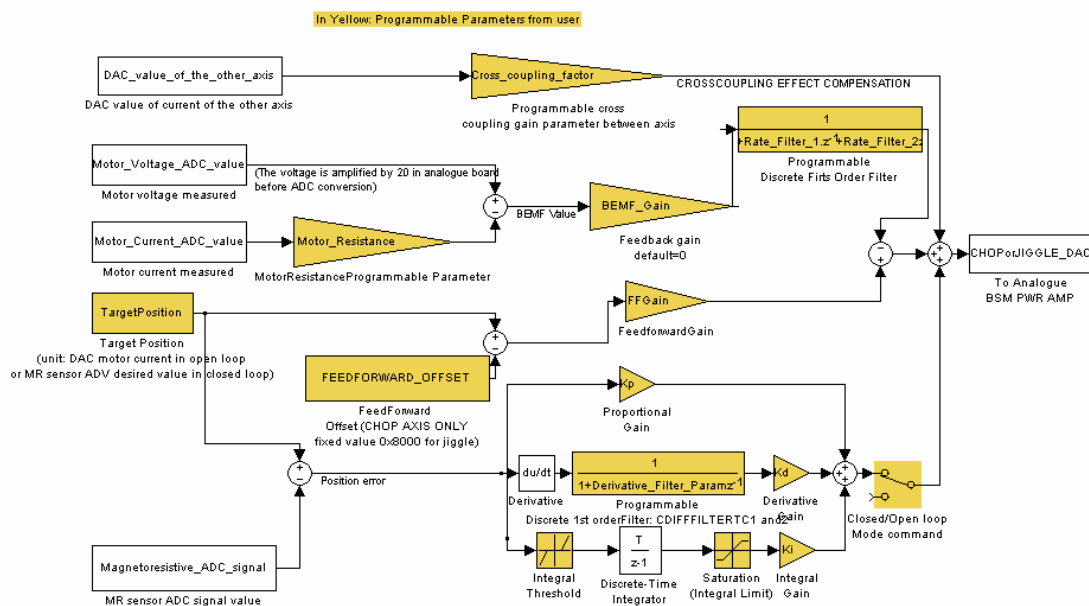 In Yellow: Programmable Parameters from user
DAC_value_of_the_other_axis
DAC value of current of the other axis
Cross_coupling_factor
Programmable cross
coupling gain parameter between axis
CROSSCOUPLING EFFECT COMPENSATION
1
+Rate_Filter_1.z-1+Rate_Filter_2z
Programmable
Discrete Firts Order Filter
Motor_Voltage_ADC_value
Motor voltage measured
(The voltage is amplified by 20 in analogue board
before ADC conversion)
+
-
BEMF Value
BEMF_Gain
Feedback gain
default=0
Motor_Current_ADC_value
Motor current measured
Motor_Resistance
MotorResistanceProgrammable Parameter
-
+
+
+
+
CHOPorJIGGLE_DAC
To Analogue
BSM PWR AMP
TargetPosition
Target Position
(unit: DAC motor current in open loop
or MR sensor ADV desired value in closed loop)
+
-
FFGain
FeedforwardGain
FEEDFORWARD_OFFSET
FeedForward
Offset (CHOP AXIS ONLY
fixed value 0x8000 for jiggle)
Kp
Proportional
Gain
+
-
Position error
du/dt
Derivative
1
1+Derivative_Filter_Paramz-1
Programmable
Discrete 1st orderFilter: CDIFFFILTERTC1 and2
Kd
Derivative
Gain
+
+
+
Closed/Open loop
Mode command
Magnetoresistive_ADC_signal
MR sensor ADC signal value
Integral
Threshold
T
z-1
Discrete-Time
Integrator
Saturation
(Integral Limit)
Ki
Integral
Gain